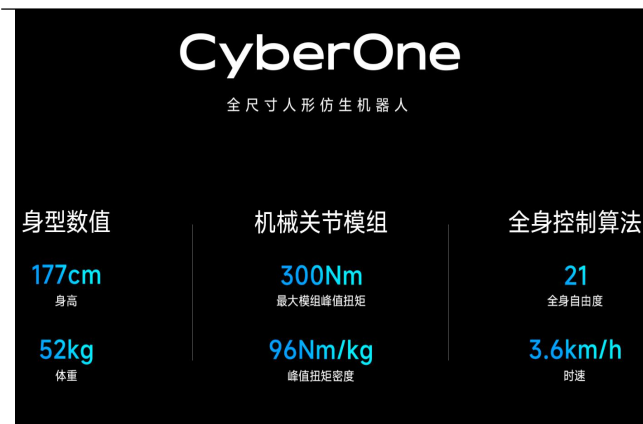 CyberOne
全尺寸人形仿生机器人
身型数值
177cm
身高
52kg
体重
机械关节模组
300Nm
最大模组峰值扭矩
96Nm/kg
峰值扭矩密度
全身控制算法
21
全身自由度
3.6km/h
时速